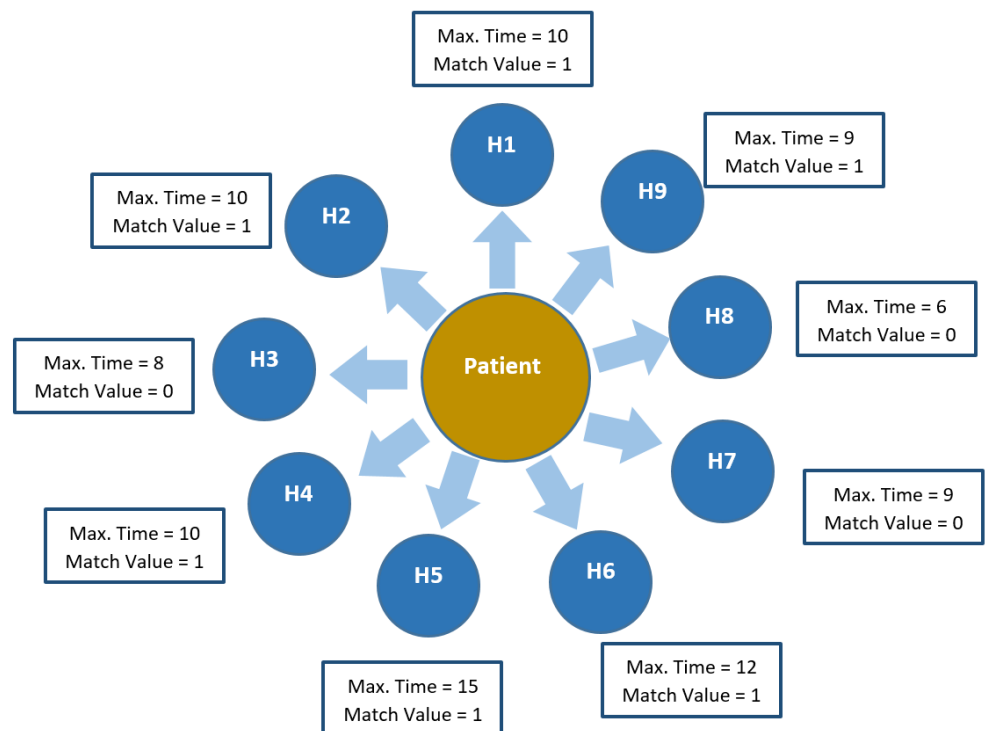 Max. Time = 10
Match Value = 1
H1
Max. Time = 9
Match Value = 1
H9
Max. Time = 10
Match Value = 1
H2
Max. Time = 6
Match Value = 0
H8
Max. Time = 8
Match Value = 0
H3
Patient
H7
Max. Time = 9
Match Value = 0
H4
Max. Time = 10
Match Value = 1
H5
H6
Max. Time = 15
Match Value = 1
Max. Time = 12
Match Value = 1